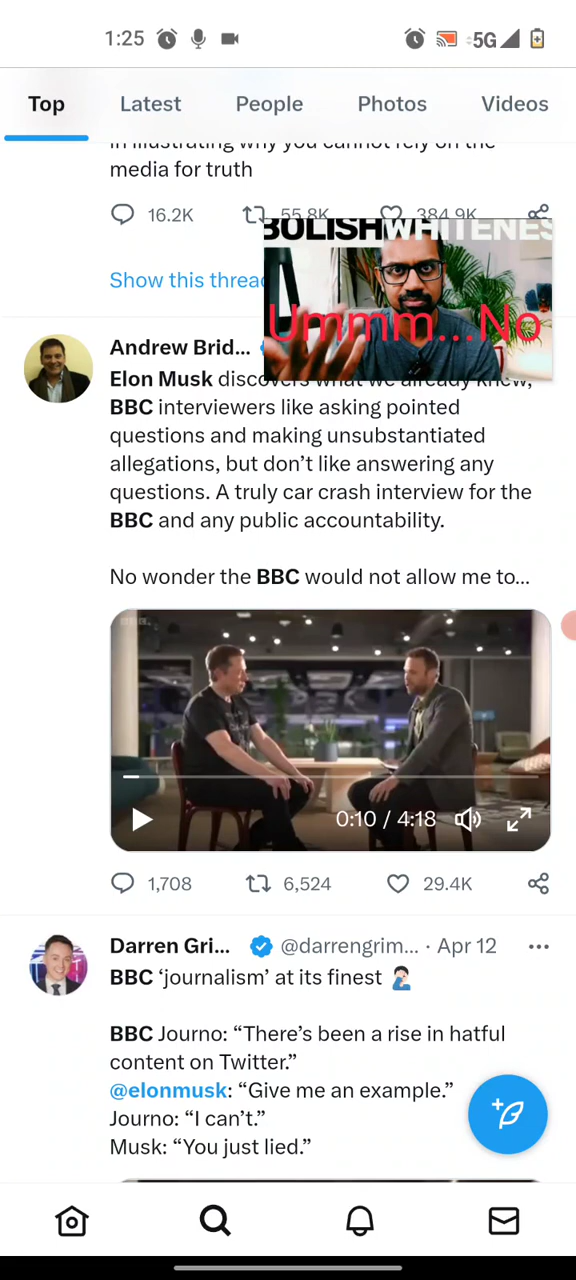 1:25
5G
Top Latest People Photos Videos
in illustrating why you cannot rely on the
media for truth
16.2K 55.8K 384.9K
BOLISHWHITENES
Show this threa
Ummm...No
Andrew Brid...
Elon Musk discovers what we already knew,
BBC interviewers like asking pointed
questions and making unsubstantiated
allegations, but don’t like answering any
questions. A truly car crash interview for the
BBC and any public accountability.
No wonder the BBC would not allow me to...
0:10 / 4:18
1,708 6,524 29.4K
Darren Gri... @darrengrim... · Apr 12
BBC ‘journalism’ at its finest
BBC Journo: “There’s been a rise in hatful
content on Twitter.”
@elonmusk: “Give me an example.”
Journo: “I can’t.”
Musk: “You just lied.”